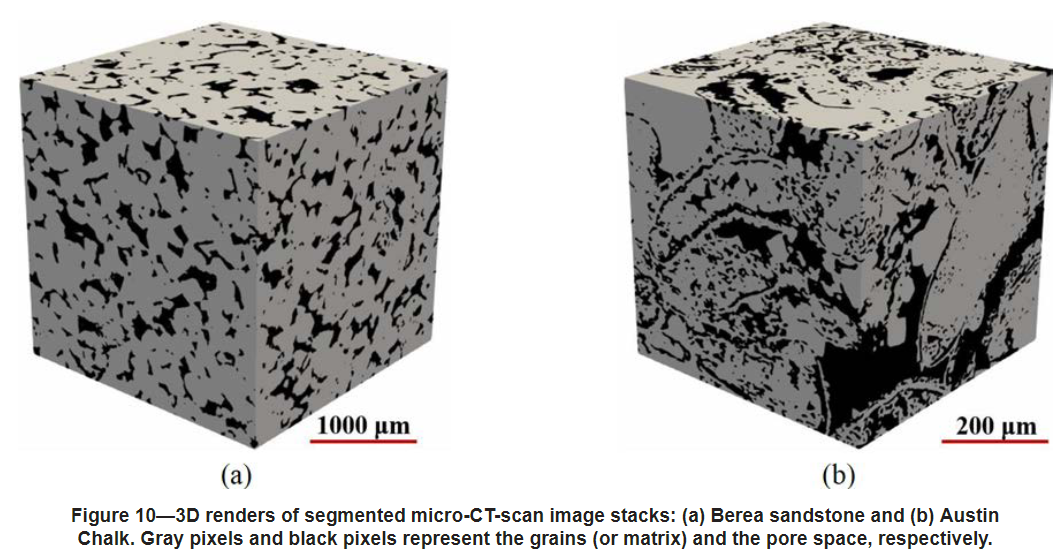 1000 μm
200 μm
(a)
(b)
Figure 10—3D renders of segmented micro-CT-scan image stacks: (a) Berea sandstone and (b) Austin
Chalk. Gray pixels and black pixels represent the grains (or matrix) and the pore space, respectively.